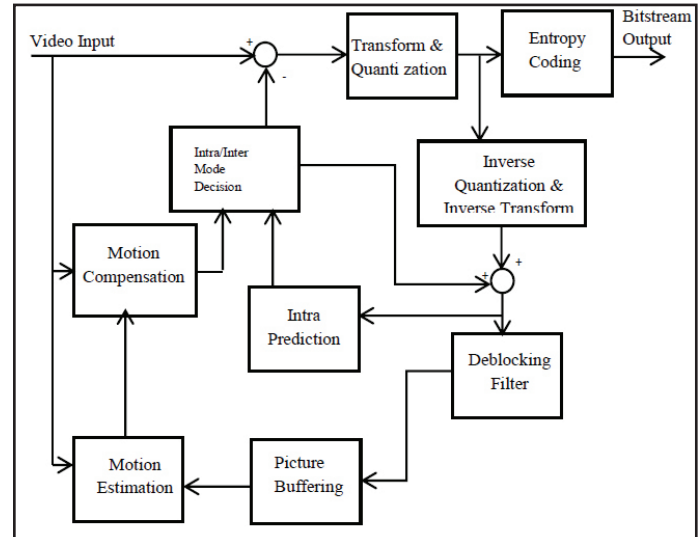 Video Input
+
-
Transform &
Quanti zation
Entropy
Coding
Bitstream
Output
Intra/Inter
Mode
Decision
Inverse
Quantization &
Inverse Transform
+
+
Motion
Compensation
Intra
Prediction
Deblocking
Filter
Motion
Estimation
Picture
Buffering